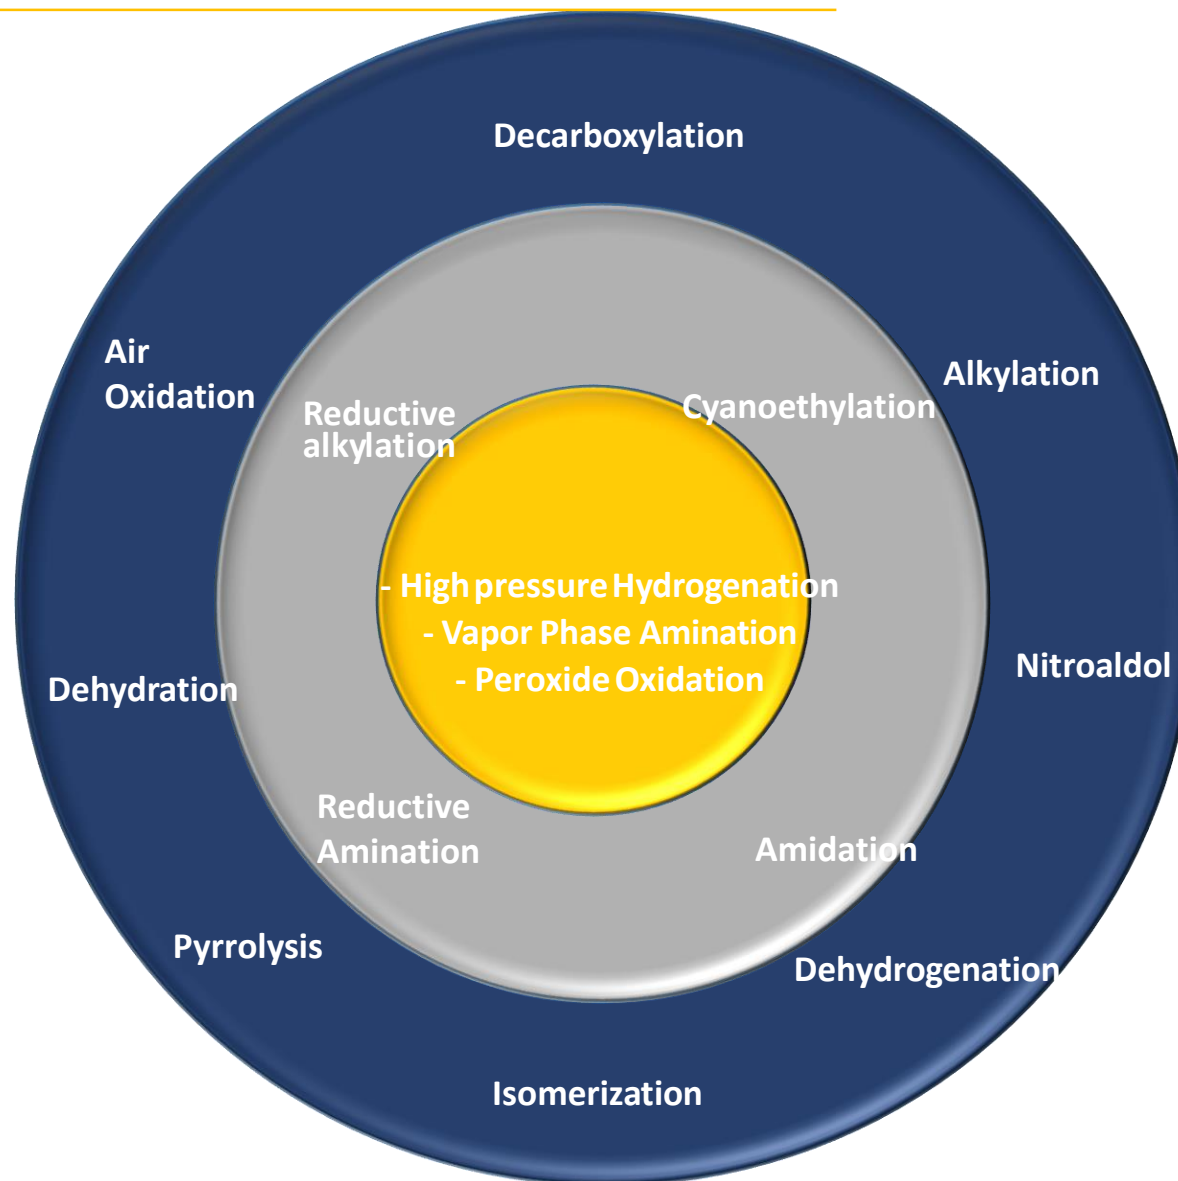 Decarboxylation
Air
Oxidation
Alkylation
Reductive
alkylation
Cyanoethylation
- High pressure Hydrogenation
- Vapor Phase Amination
- Peroxide Oxidation
Nitroaldol
Dehydration
Reductive
Amination
Amidation
Pyrrolysis
Dehydrogenation
Isomerization